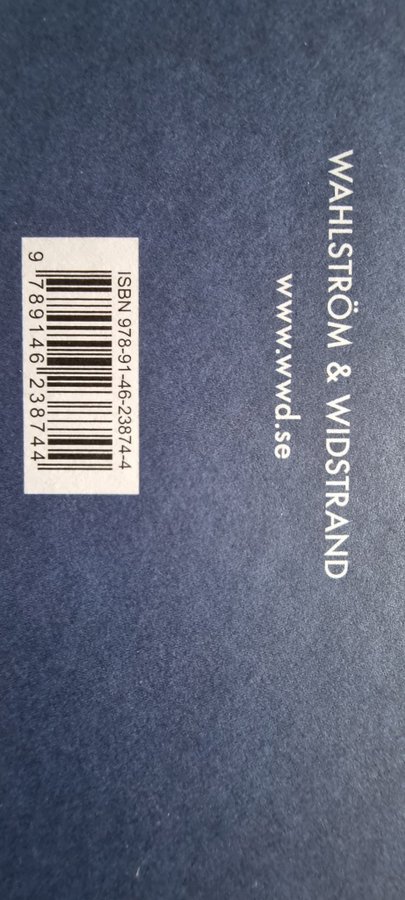 WAHLSTRÖM & WIDSTRAND
www.wwd.se
ISBN 978-91-46-23874-4
9 789146 238744